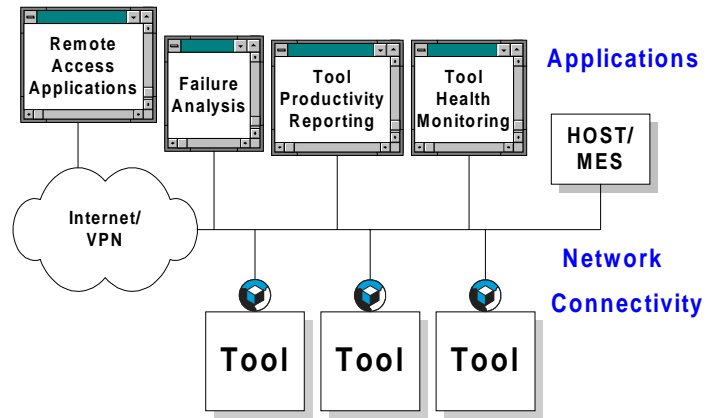 Remote
Access
Applications
Failure
Analysis
Tool
Productivity
Reporting
Tool
Health
Monitoring
Applications
HOST/
MES
Internet/
VPN
Network
Connectivity
Tool
Tool
Tool